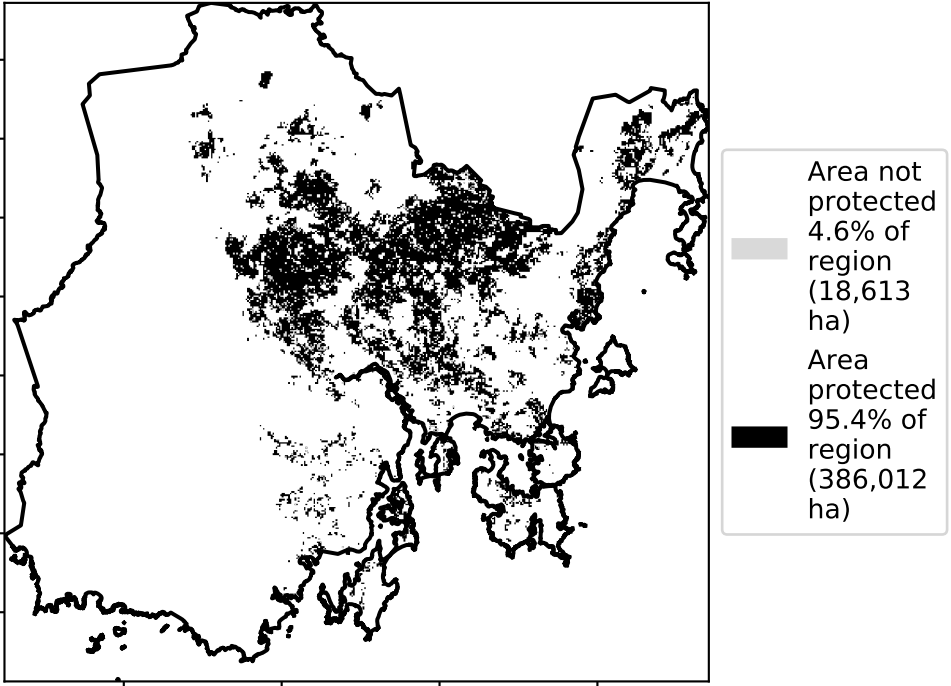 Area not
protected
4.6% of
region
(18,613
ha)
Area
protected
95.4% of
region
(386,012
ha)